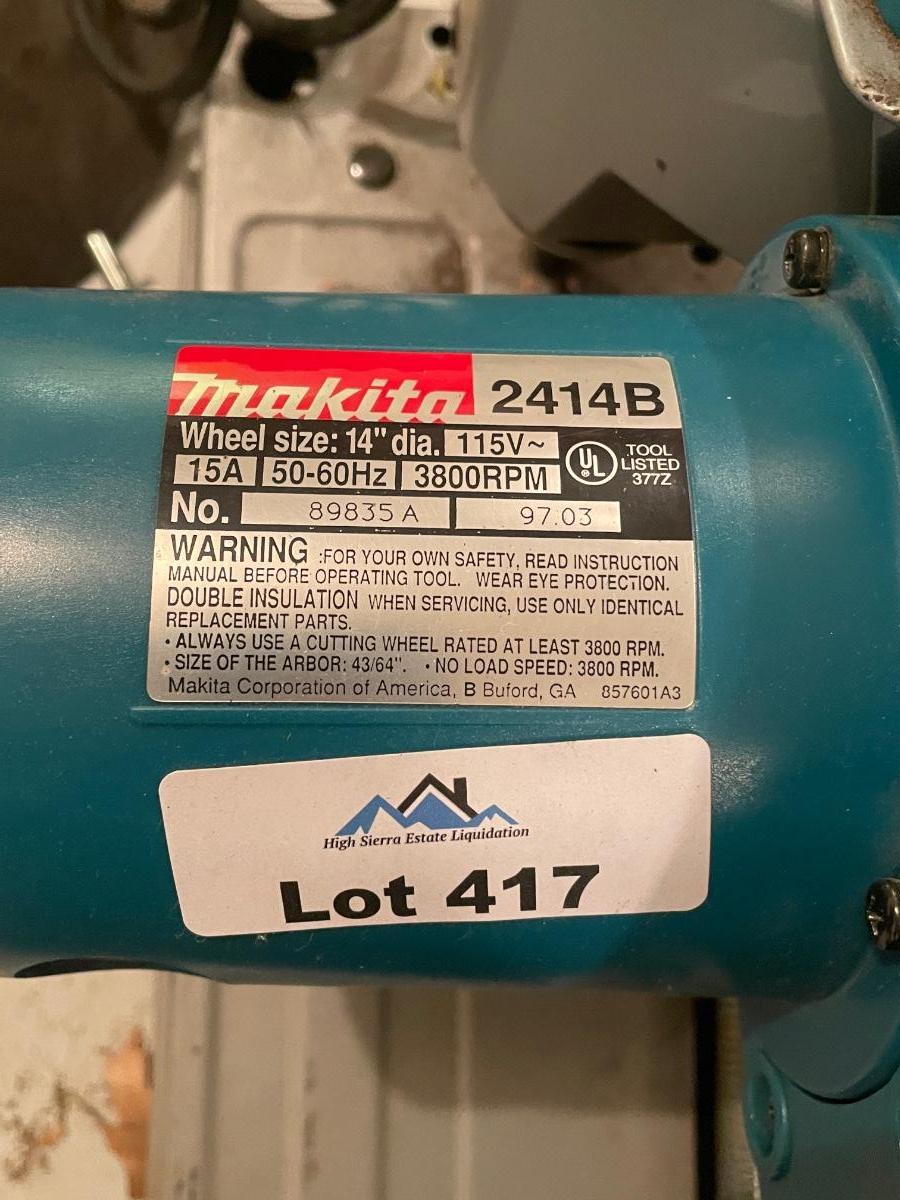 makita 2414B
Wheel size: 14" dia. 115V~
15A 50-60Hz 3800RPM
UL
TOOL
LISTED
377Z
No. 89835 A 97.03
WARNING :FOR YOUR OWN SAFETY, READ INSTRUCTION
MANUAL BEFORE OPERATING TOOL. WEAR EYE PROTECTION.
DOUBLE INSULATION WHEN SERVICING, USE ONLY IDENTICAL
REPLACEMENT PARTS.
• ALWAYS USE A CUTTING WHEEL RATED AT LEAST 3800 RPM.
• SIZE OF THE ARBOR: 43/64". • NO LOAD SPEED: 3800 RPM.
Makita Corporation of America, B Buford, GA 857601A3
High Sierra Estate Liquidation
Lot 417